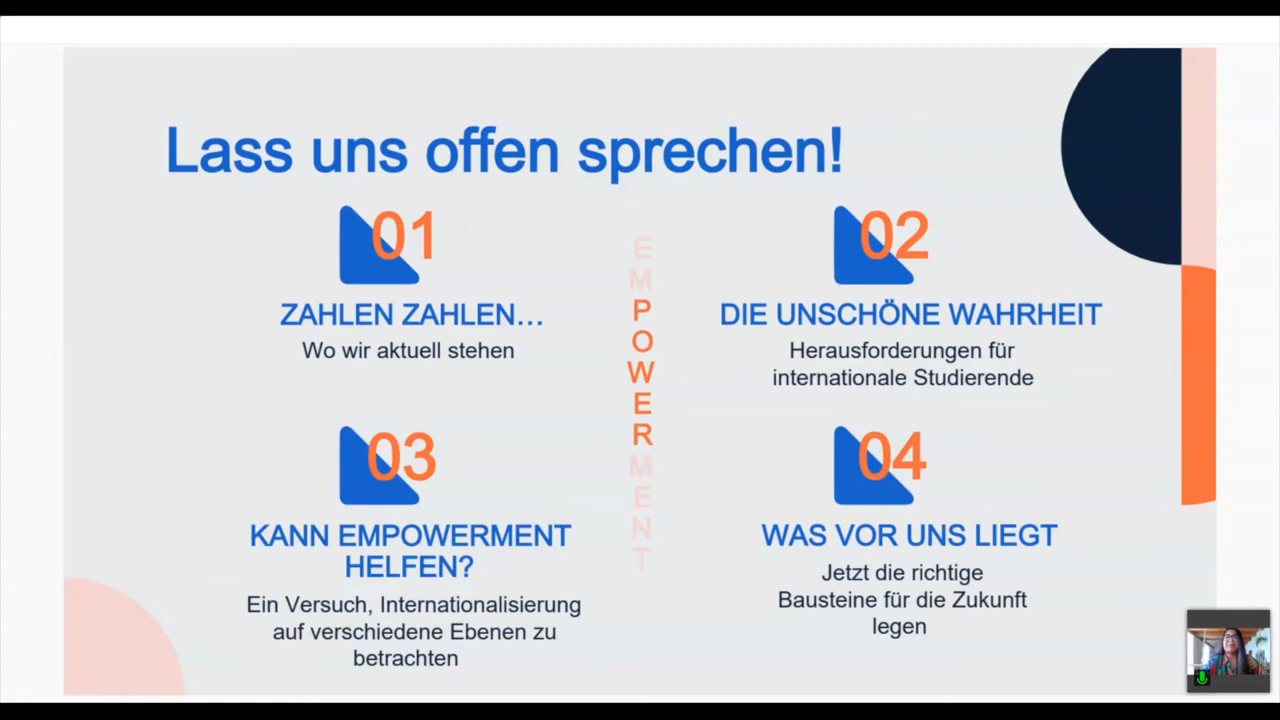 Lass uns offen sprechen!
01
ZAHLEN ZAHLEN...
Wo wir aktuell stehen
02
DIE UNSCHÖNE WAHRHEIT
Herausforderungen für
internationale Studierende
EMPOWERMENT
03
KANN EMPOWERMENT
HELFEN?
Ein Versuch, Internationalisierung
auf verschiedene Ebenen zu
betrachten
04
WAS VOR UNS LIEGT
Jetzt die richtige
Bausteine für die Zukunft
legen